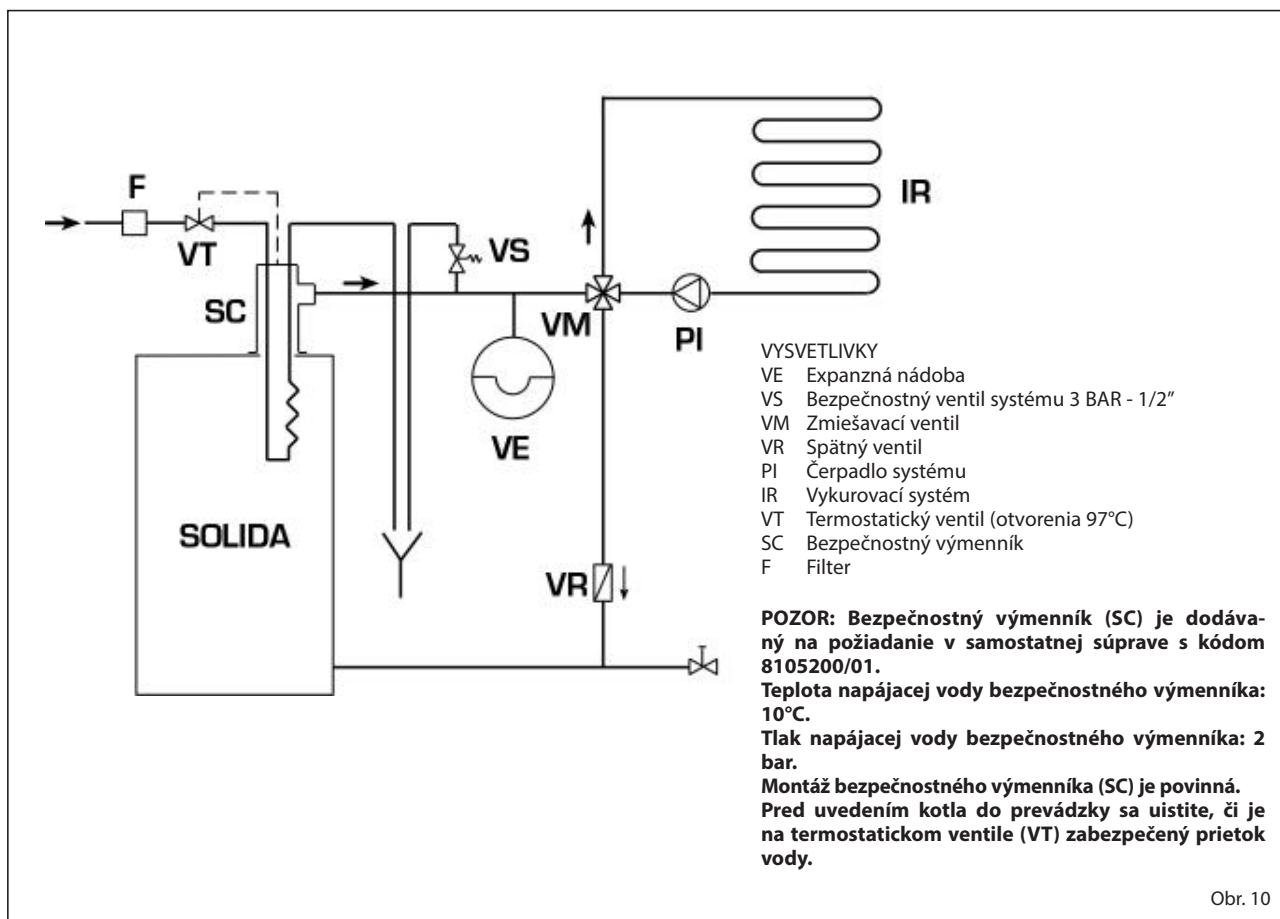 F
VT
SC
VS
VM
PI
IR
VE
SOLIDA
VR
VYSVETLIVKY
VE Expanzná nádoba
VS Bezpečnostný ventil systému 3 BAR - 1/2”
VM Zmiešavací ventil
VR Spätný ventil
PI Čerpadlo systému
IR Vykurovací systém
VT Termostatický ventil (otvorenia 97°C)
SC Bezpečnostný výmenník
F Filter
POZOR: Bezpečnostný výmenník (SC) je dodáva-
ný na požiadanie v samostatnej súprave s kódom
8105200/01.
Teplota napájacej vody bezpečnostného výmenníka:
10°C.
Tlak napájacej vody bezpečnostného výmenníka: 2
bar.
Montáž bezpečnostného výmenníka (SC) je povinná.
Pred uvedením kotla do prevádzky sa uistite, či je
na termostatickom ventile (VT) zabezpečený prietok
vody.
Obr. 10